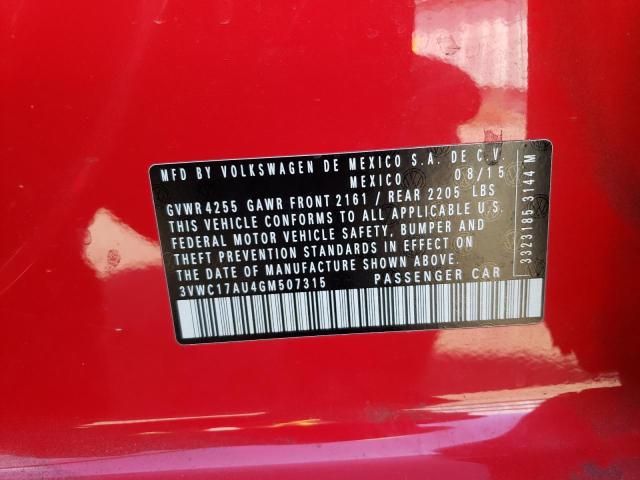 MFD BY VOLKSWAGEN DE MEXICO S.A. DE C.V.
MEXICO 08/15
GVWR 4255 GAWR FRONT 2161 / REAR 2205 LBS
THIS VEHICLE CONFORMS TO ALL APPLICABLE U.S.
FEDERAL MOTOR VEHICLE SAFETY, BUMPER AND
THEFT PREVENTION STANDARDS IN EFFECT ON
THE DATE OF MANUFACTURE SHOWN ABOVE.
3VWC17AU4GM507315 PASSENGER CAR
3323185 3144 M